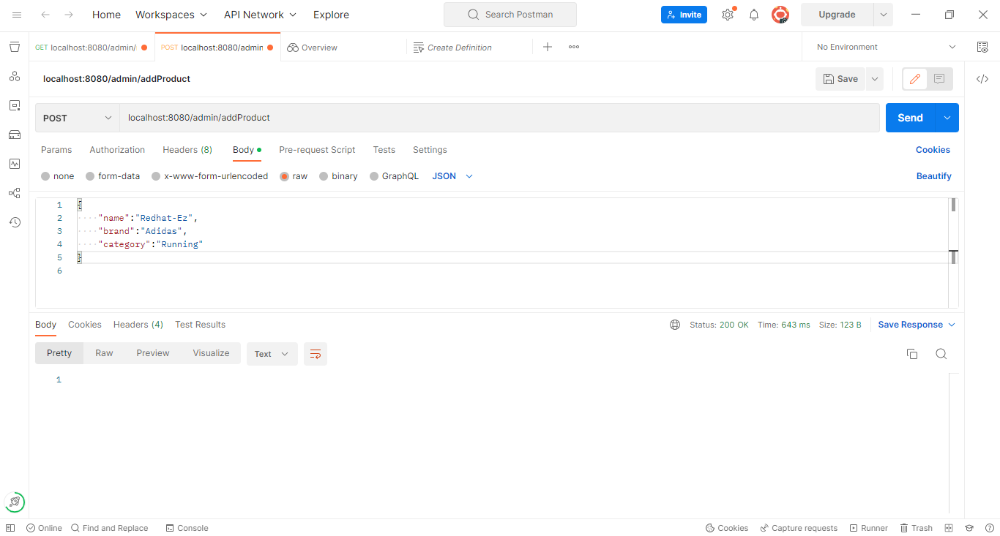 Home Workspaces API Network Explore Search Postman Invite Upgrade
GET localhost:8080/admin/ POST localhost:8080/admin Overview Create Definition No Environment
localhost:8080/admin/addProduct Save
POST localhost:8080/admin/addProduct Send
Params Authorization Headers (8) Body Pre-request Script Tests Settings Cookies
none form-data x-www-form-urlencoded raw binary GraphQL JSON Beautify
1 {
2 "name":"Redhat-Ez",
3 "brand":"Adidas",
4 "category":"Running"
5 }
6
Body Cookies Headers (4) Test Results Status: 200 OK Time: 643 ms Size: 123 B Save Response
Pretty Raw Preview Visualize Text
1
Online Find and Replace Console Cookies Capture requests Runner Trash